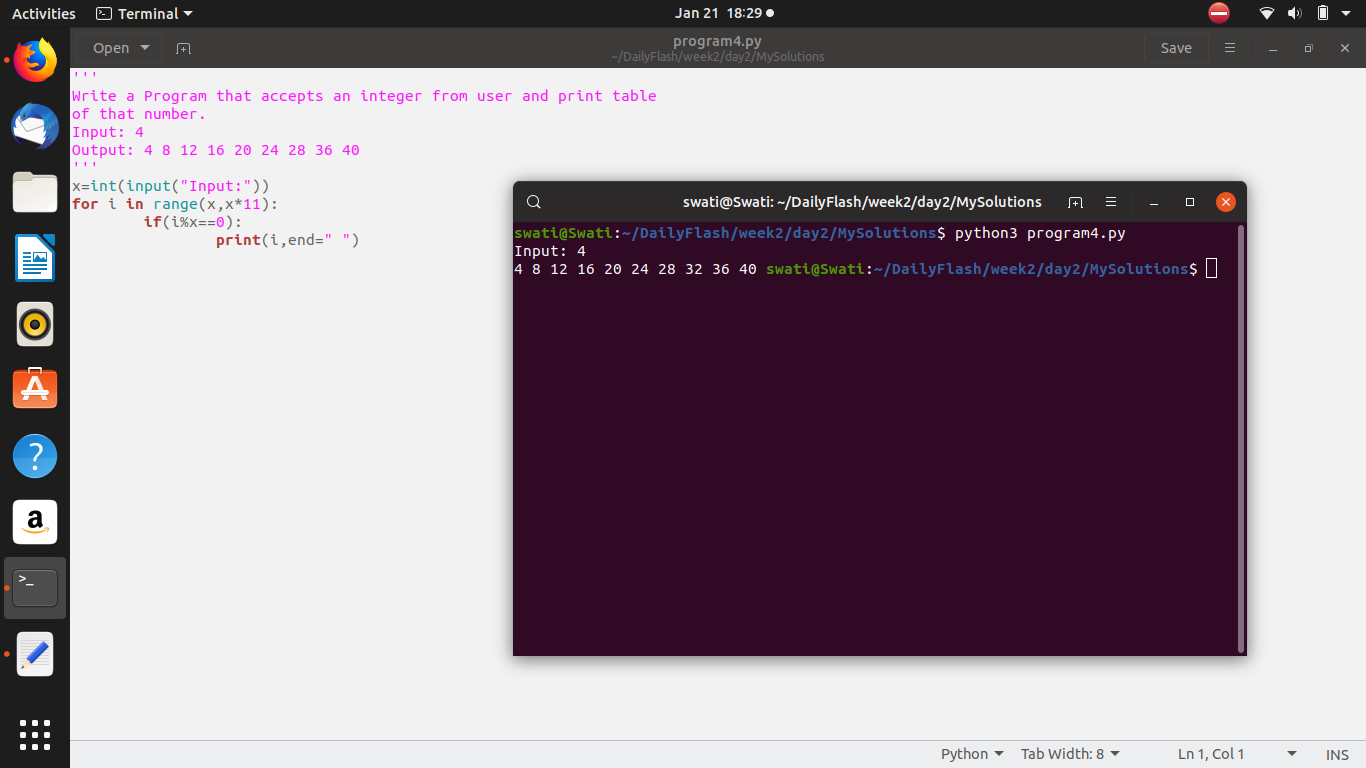 Activities
Terminal
Jan 21 18:29
Open
program4.py
~/DailyFlash/week2/day2/MySolutions
Save
'''
Write a Program that accepts an integer from user and print table
of that number.
Input: 4
Output: 4 8 12 16 20 24 28 36 40
'''
x=int(input("Input:"))
for i in range(x,x*11):
        if(i%x==0):
                print(i,end=" ")
swati@Swati: ~/DailyFlash/week2/day2/MySolutions
swati@Swati:~/DailyFlash/week2/day2/MySolutions$ python3 program4.py
Input: 4
4 8 12 16 20 24 28 32 36 40 swati@Swati:~/DailyFlash/week2/day2/MySolutions$
?
a
>_
Python
Tab Width: 8
Ln 1, Col 1
INS